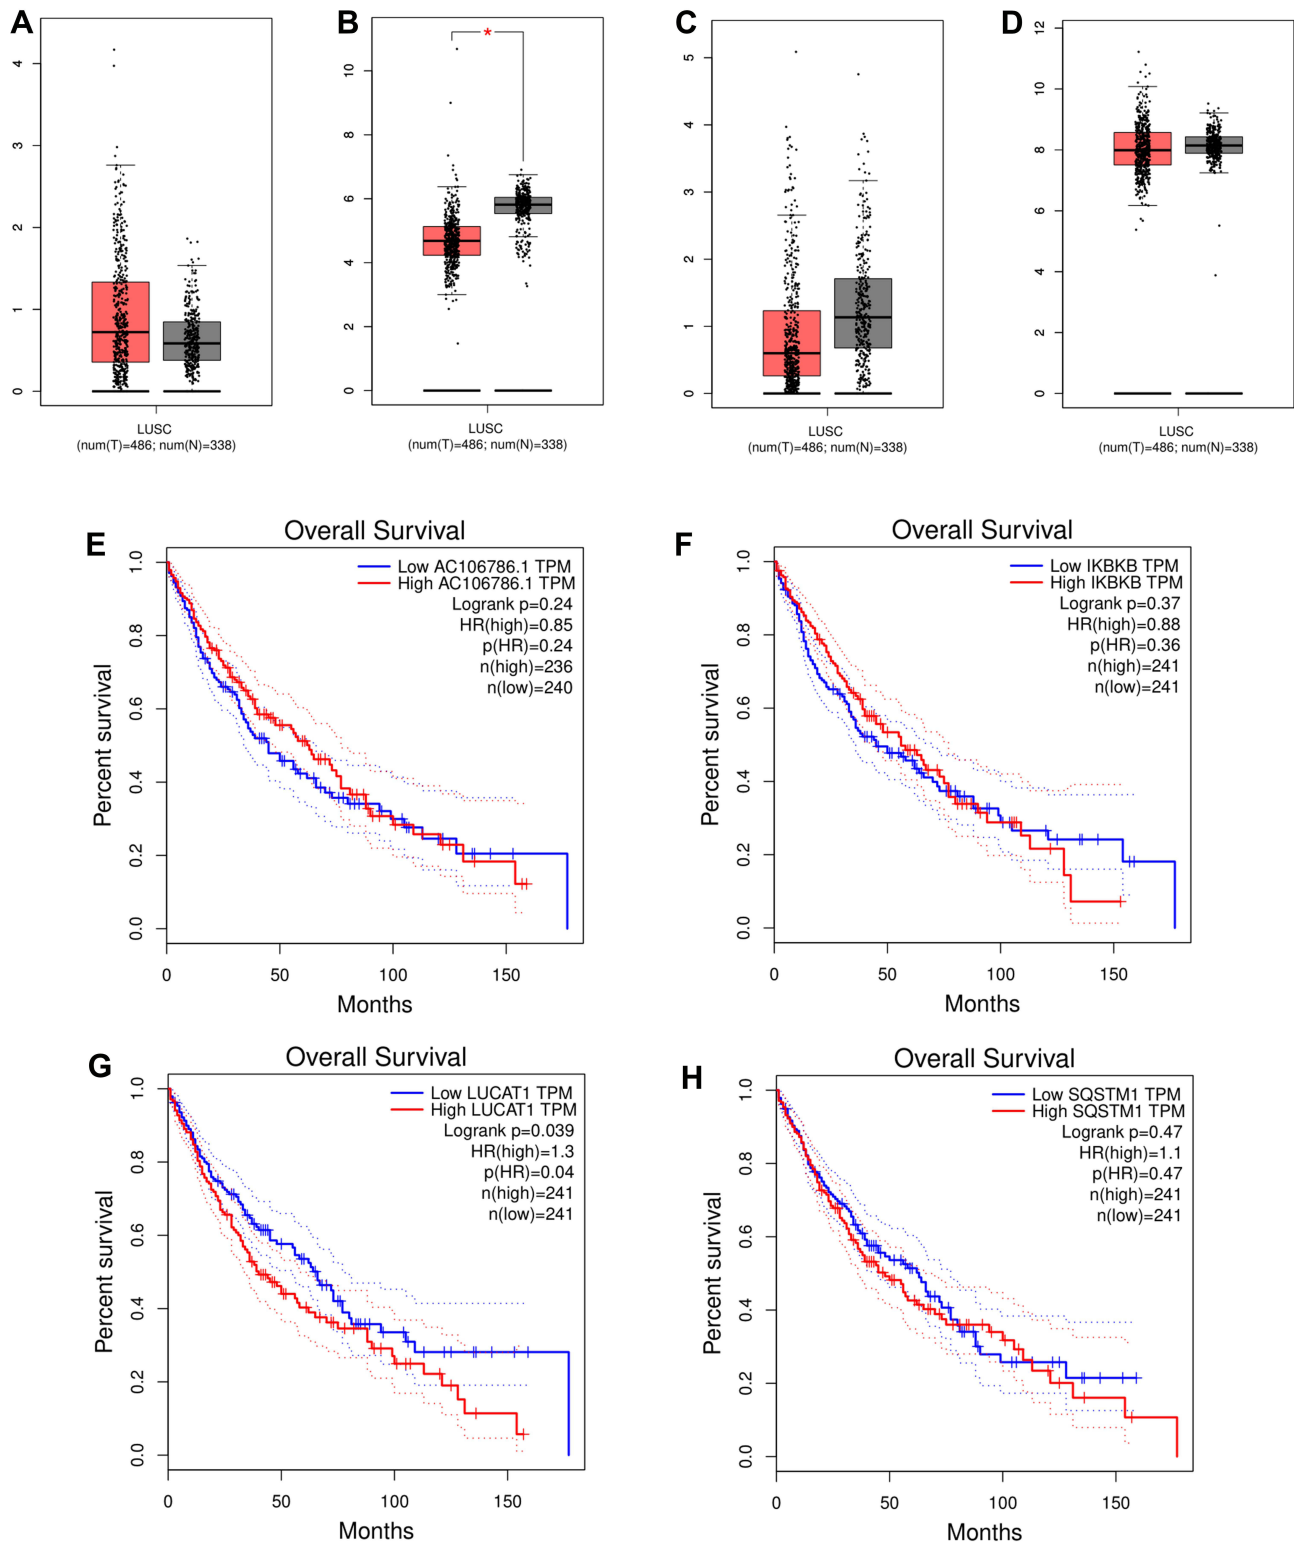 A
B
C
D
4
3
2
1
0
LUSC
(num(T)=486; num(N)=338)
*
10
8
6
4
2
0
LUSC
(num(T)=486; num(N)=338)
5
4
3
2
1
0
LUSC
(num(T)=486; num(N)=338)
12
10
8
6
4
2
0
LUSC
(num(T)=486; num(N)=338)
E
Overall Survival
Low AC106786.1 TPM
High AC106786.1 TPM
Logrank p=0.24
HR(high)=0.85
p(HR)=0.24
n(high)=236
n(low)=240
Percent survival
1.0
0.8
0.6
0.4
0.2
0.0
0
50
100
150
Months
F
Overall Survival
Low IKBKB TPM
High IKBKB TPM
Logrank p=0.37
HR(high)=0.88
p(HR)=0.36
n(high)=241
n(low)=241
Percent survival
1.0
0.8
0.6
0.4
0.2
0.0
0
50
100
150
Months
G
Overall Survival
Low LUCAT1 TPM
High LUCAT1 TPM
Logrank p=0.039
HR(high)=1.3
p(HR)=0.04
n(high)=241
n(low)=241
Percent survival
1.0
0.8
0.6
0.4
0.2
0.0
0
50
100
150
Months
H
Overall Survival
Low SQSTM1 TPM
High SQSTM1 TPM
Logrank p=0.47
HR(high)=1.1
p(HR)=0.47
n(high)=241
n(low)=241
Percent survival
1.0
0.8
0.6
0.4
0.2
0.0
0
50
100
150
Months